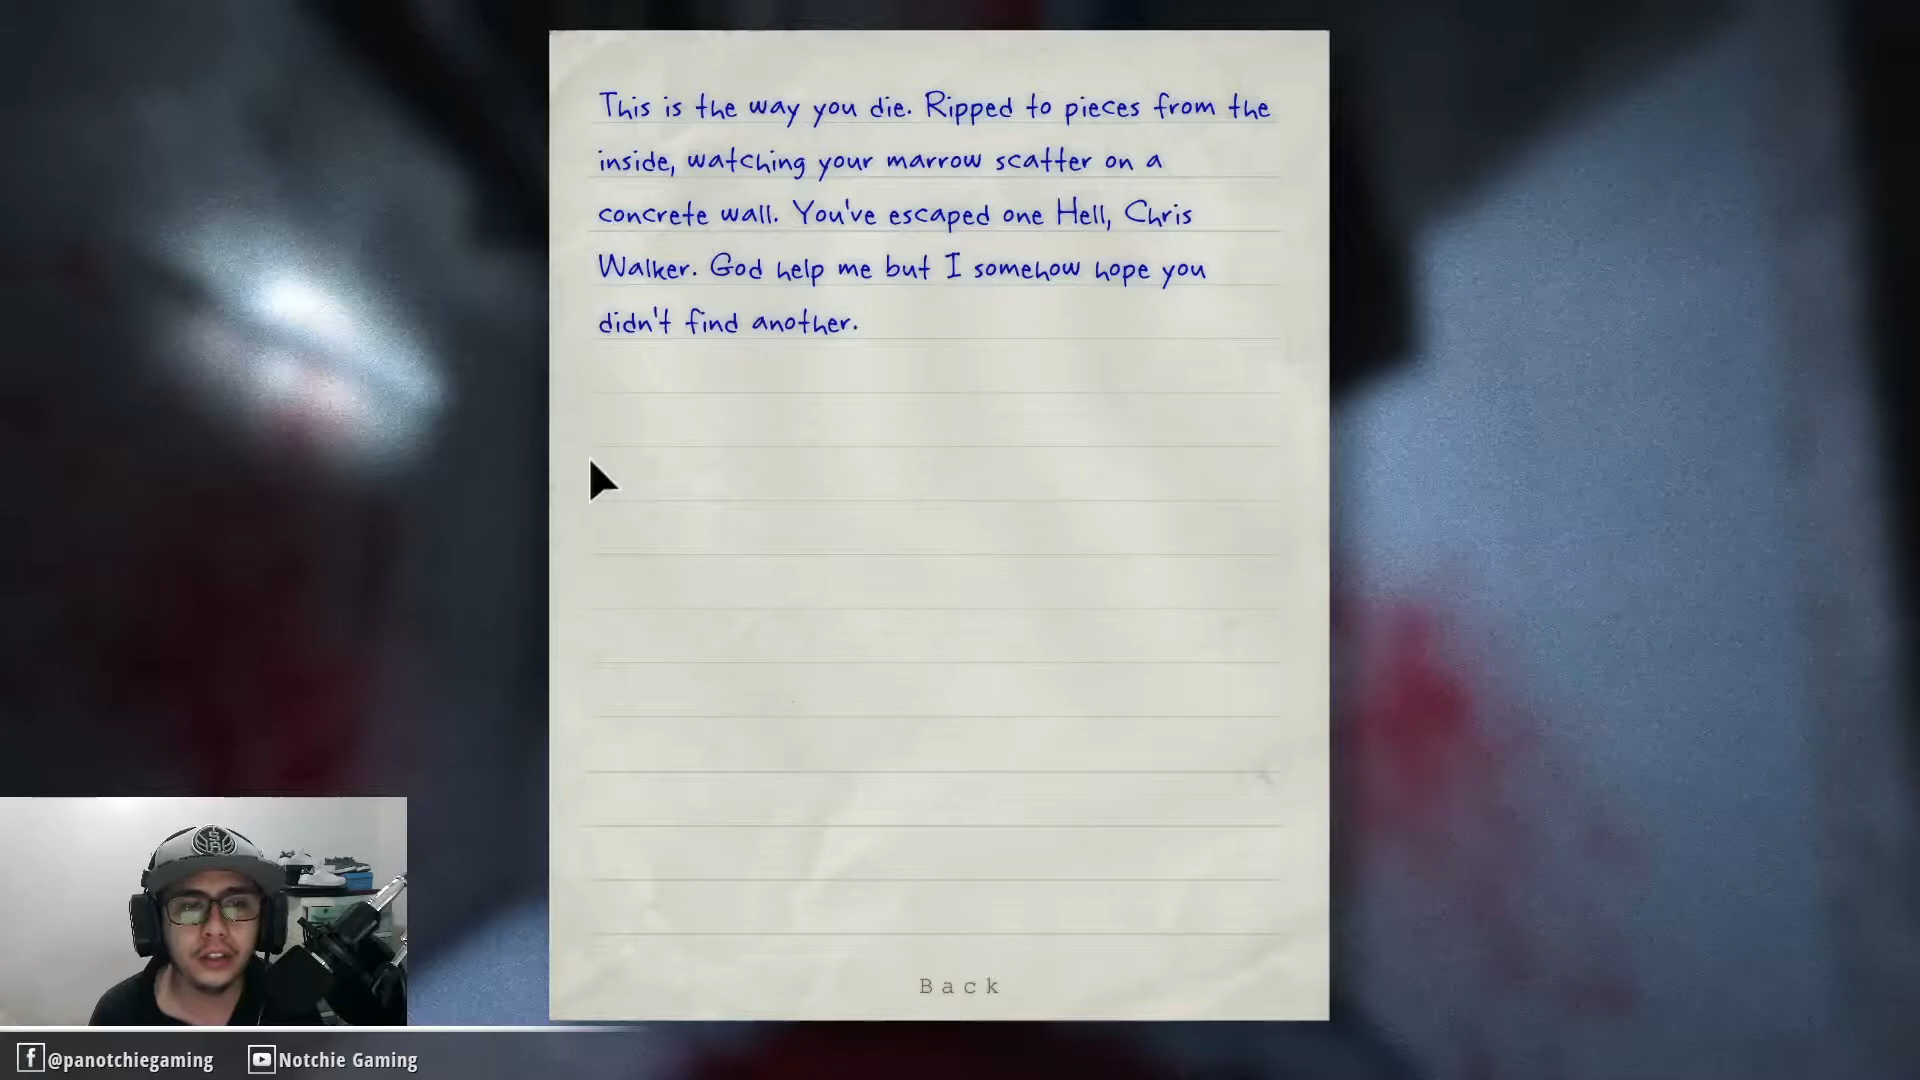 This is the way you die. Ripped to pieces from the
inside, watching your marrow scatter on a
concrete wall. You've escaped one Hell, Chris
Walker. God help me but I somehow hope you
didn't find another.
Back
@panotchiegaming Notchie Gaming